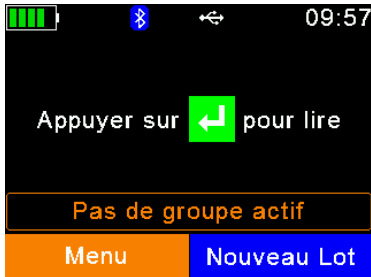 09:57
Appuyer sur pour lire
Pas de groupe actif
Menu Nouveau Lot